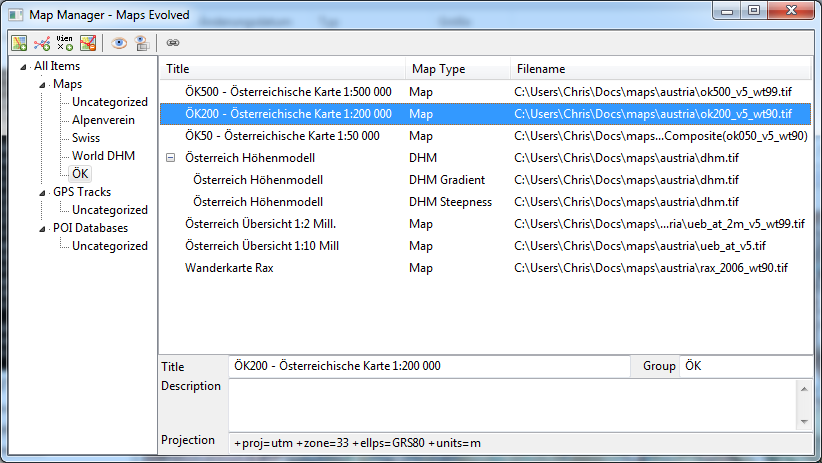 Map Manager - Maps Evolved
Änderungsdatum Typ Größe
Vien
All Items
Maps
Uncategorized
Alpenverein
Swiss
World DHM
ÖK
GPS Tracks
Uncategorized
POI Databases
Uncategorized
Title Map Type Filename
ÖK500 - Österreichische Karte 1:500 000 Map C:\Users\Chris\Docs\maps\austria\ok500_v5_wt99.tif
ÖK200 - Österreichische Karte 1:200 000 Map C:\Users\Chris\Docs\maps\austria\ok200_v5_wt90.tif
ÖK50 - Österreichische Karte 1:50 000 Map C:\Users\Chris\Docs\maps...Composite(ok050_v5_wt90)
Österreich Höhenmodell DHM C:\Users\Chris\Docs\maps\austria\dhm.tif
Österreich Höhenmodell DHM Gradient C:\Users\Chris\Docs\maps\austria\dhm.tif
Österreich Höhenmodell DHM Steepness C:\Users\Chris\Docs\maps\austria\dhm.tif
Österreich Übersicht 1:2 Mill. Map C:\Users\Chris\Docs\maps\...ria\ueb_at_2m_v5_wt99.tif
Österreich Übersicht 1:10 Mill Map C:\Users\Chris\Docs\maps\austria\ueb_at_v5.tif
Wanderkarte Rax Map C:\Users\Chris\Docs\maps\austria\rax_2006_wt90.tif
Title ÖK200 - Österreichische Karte 1:200 000 Group ÖK
Description
Projection +proj=utm +zone=33 +ellps=GRS80 +units=m